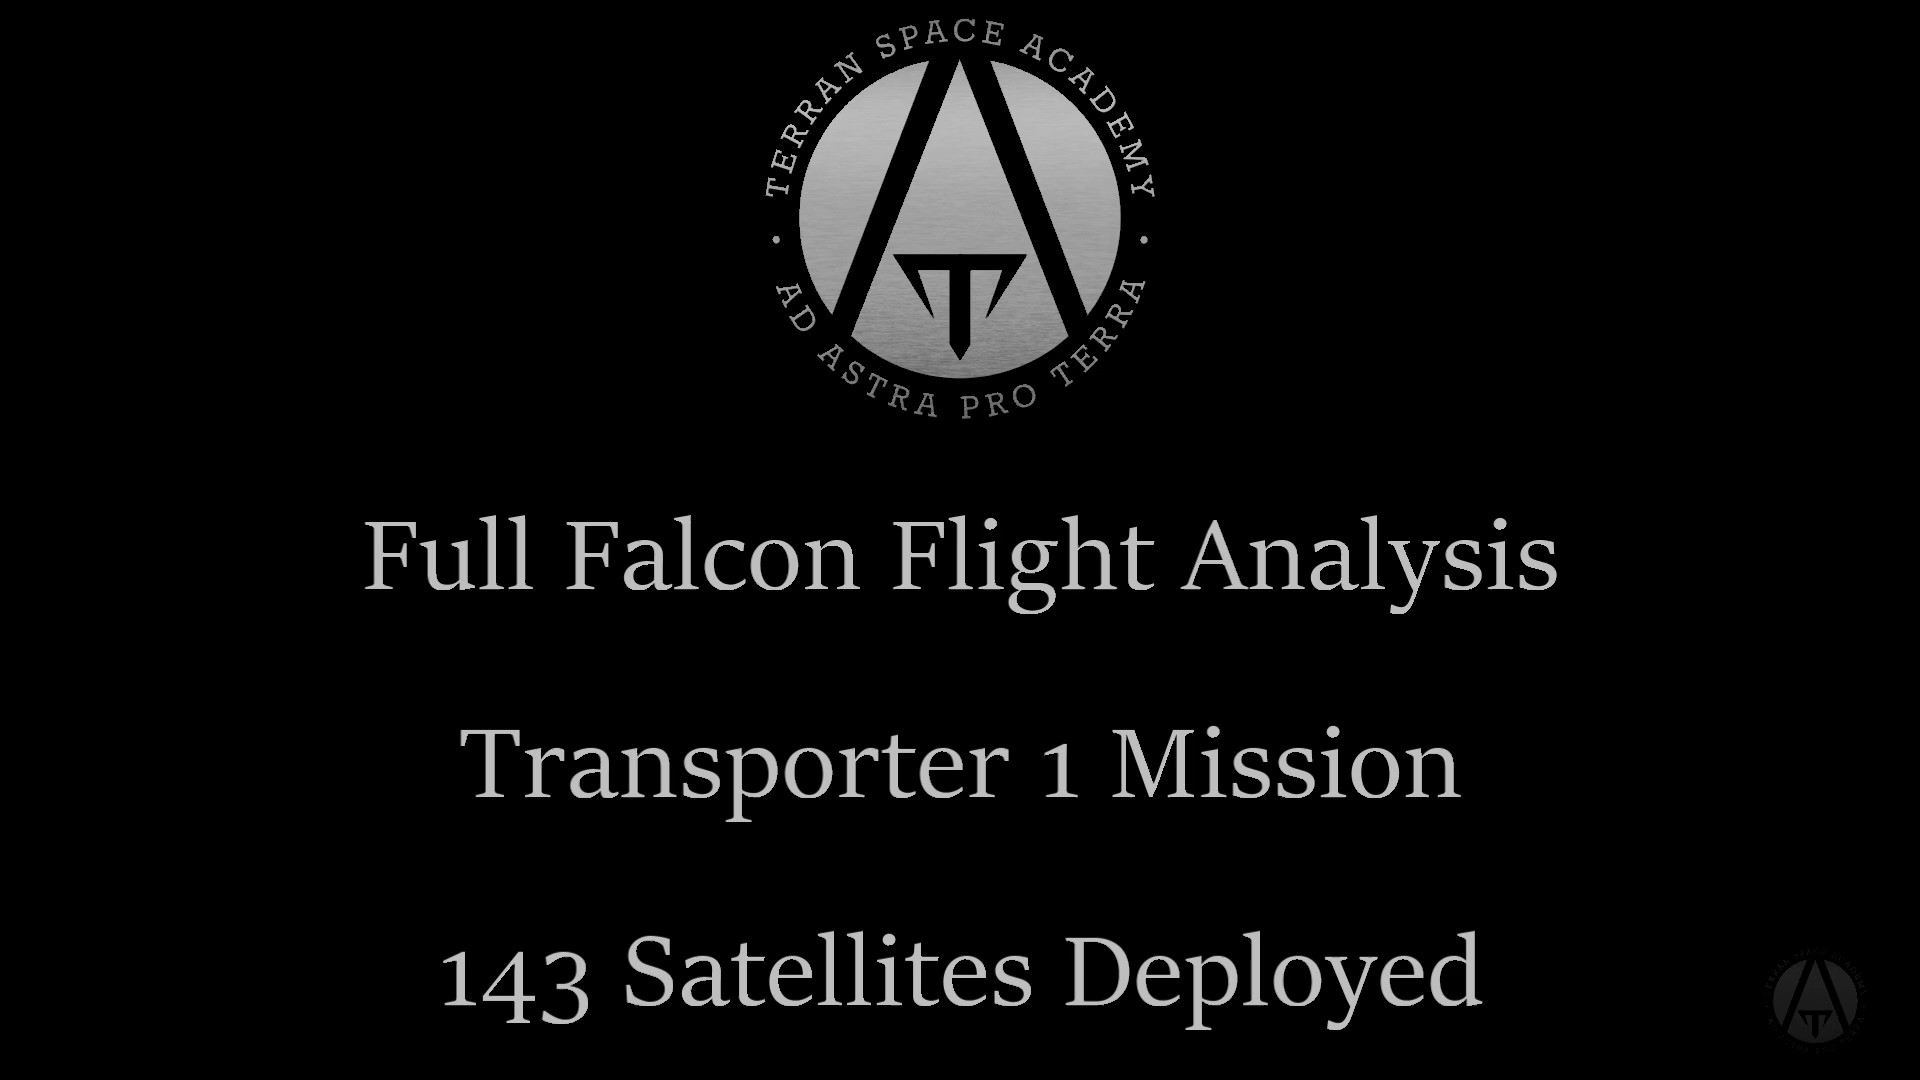 TERRAN SPACE ACADEMY
AD ASTRA PRO TERRA
Full Falcon Flight Analysis
Transporter 1 Mission
143 Satellites Deployed